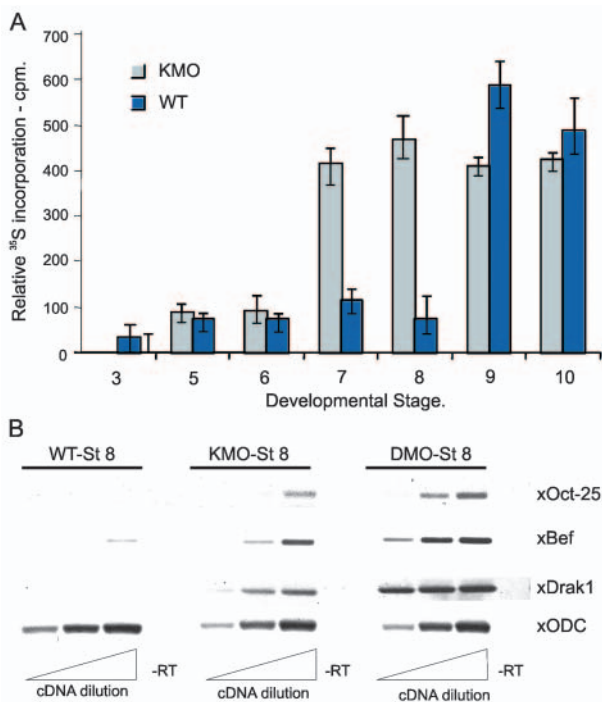 A
Relative ³⁵S incorporation - cpm.
700
600
500
400
300
200
100
0
KMO
WT
3 5 6 7 8 9 10
Developmental Stage.
B
WT-St 8 KMO-St 8 DMO-St 8
xOct-25
xBef
xDrak1
xODC
-RT -RT -RT
cDNA dilution cDNA dilution cDNA dilution